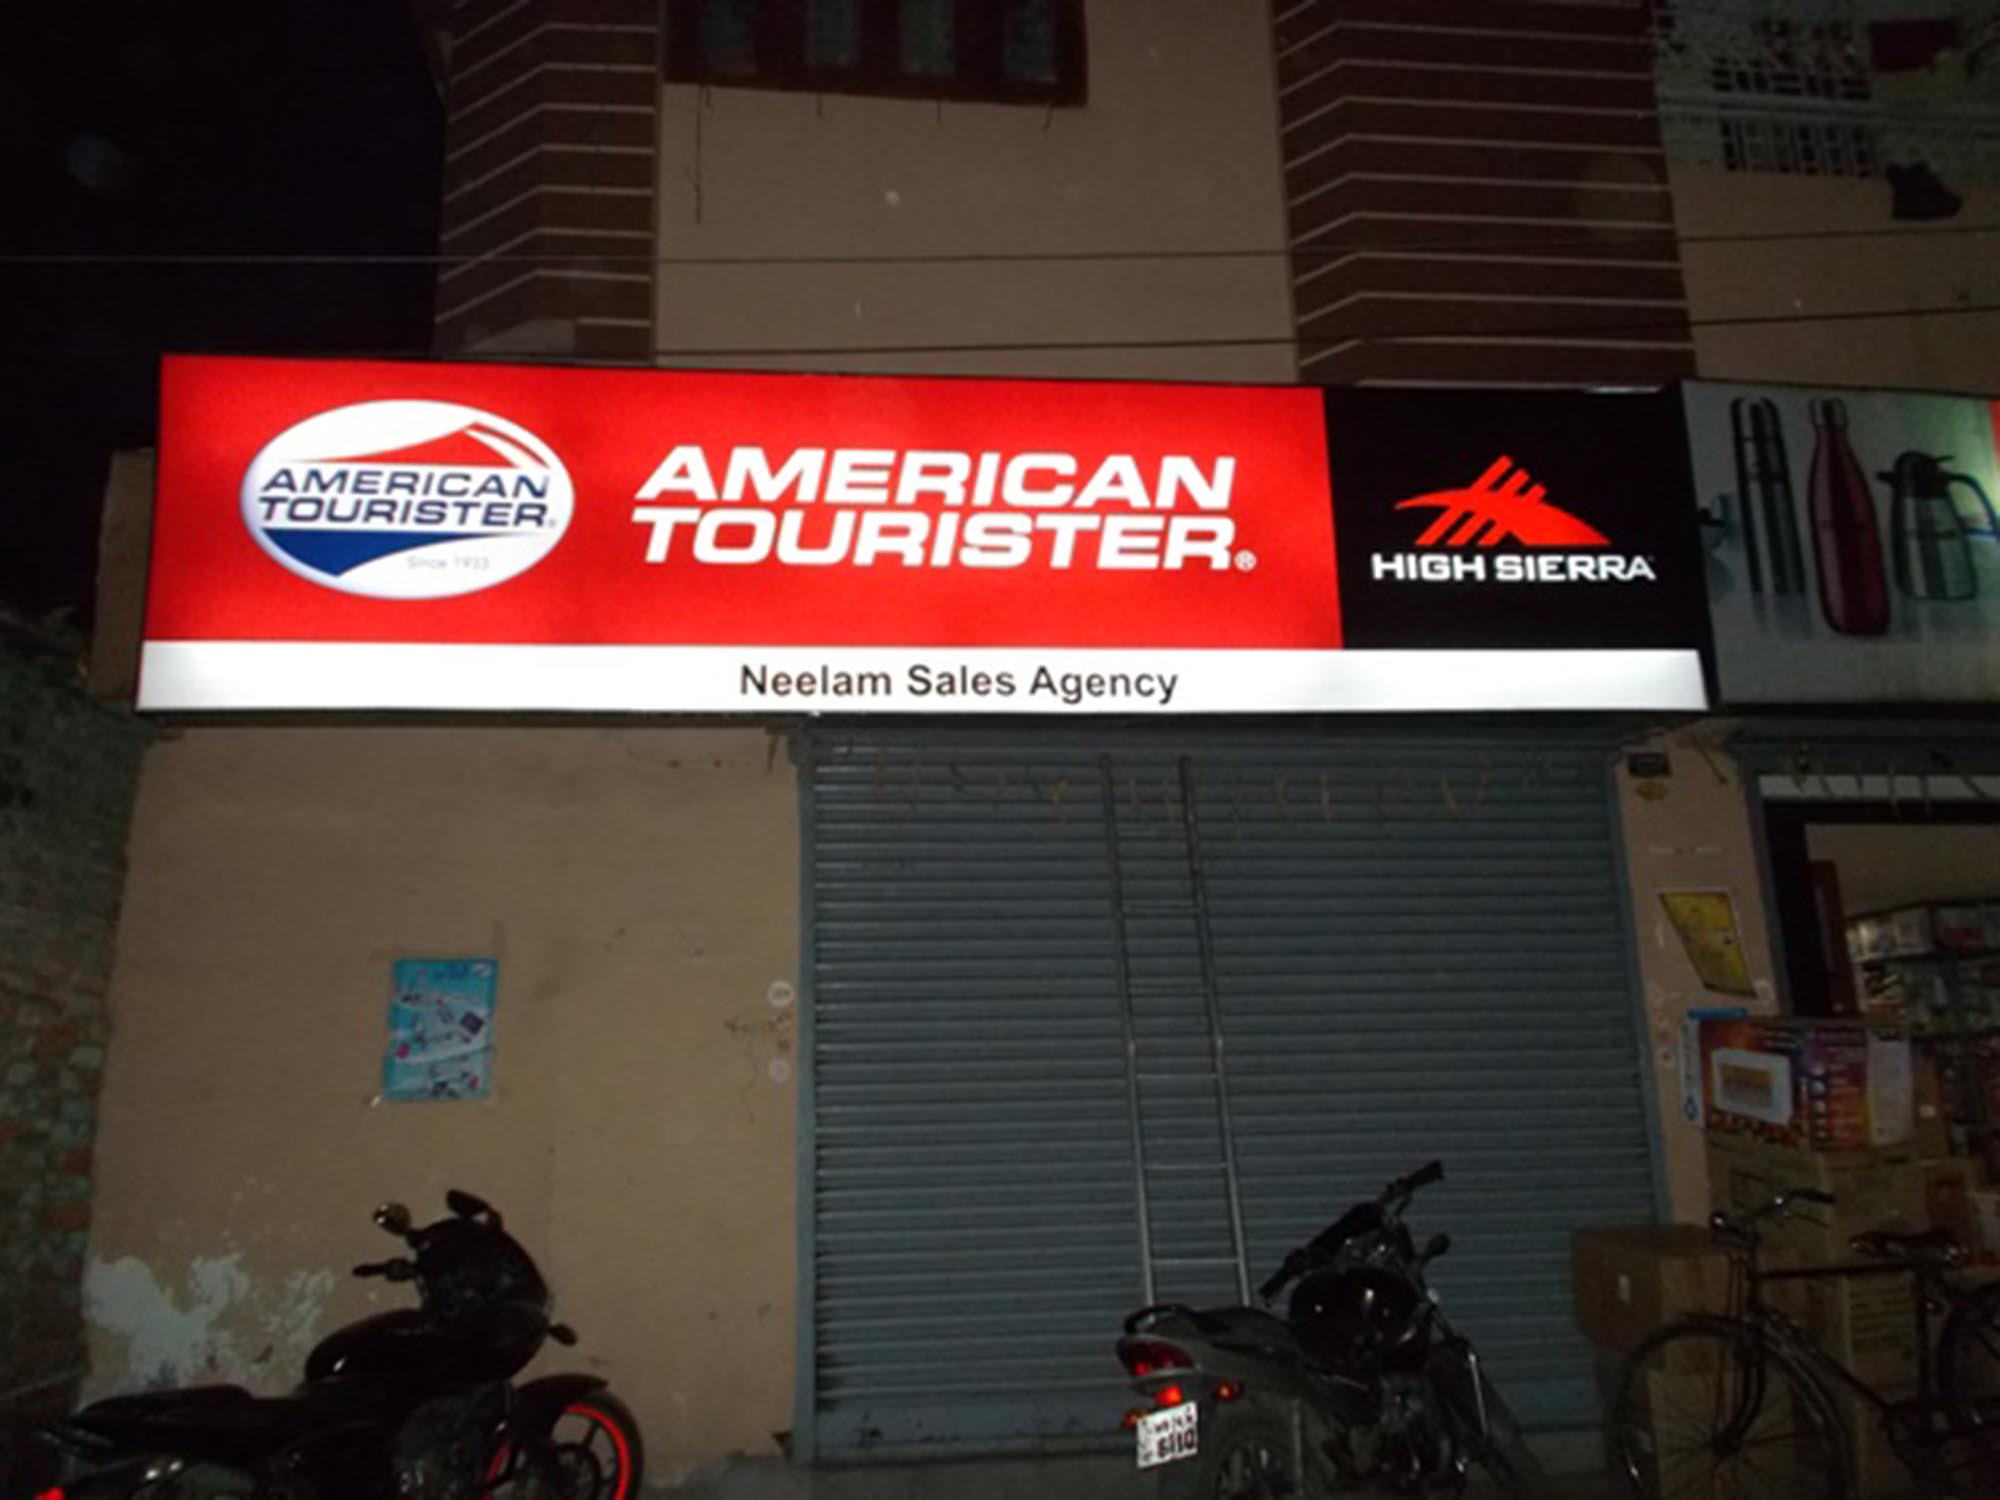 AMERICAN
TOURISTER®
Since 1933
AMERICAN
TOURISTER®
HIGH SIERRA
Neelam Sales Agency